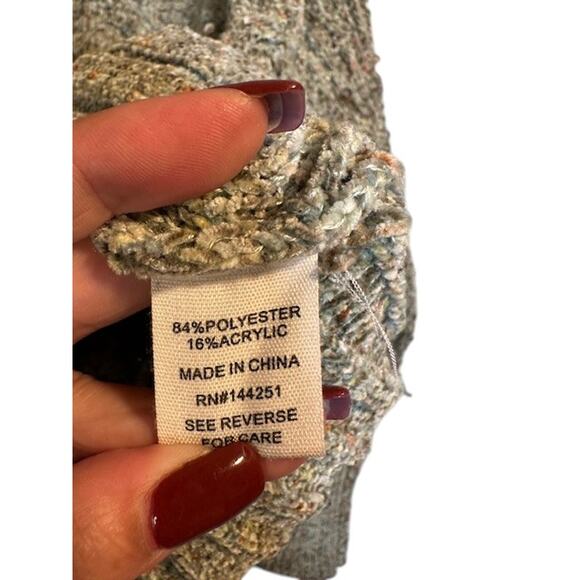 84%POLYESTER
16%ACRYLIC
MADE IN CHINA
RN#144251
SEE REVERSE
FOR CARE